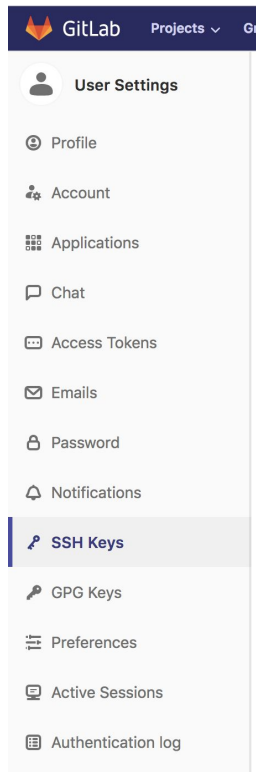 GitLab Projects Gr
User Settings
Profile
Account
Applications
Chat
Access Tokens
Emails
Password
Notifications
SSH Keys
GPG Keys
Preferences
Active Sessions
Authentication log